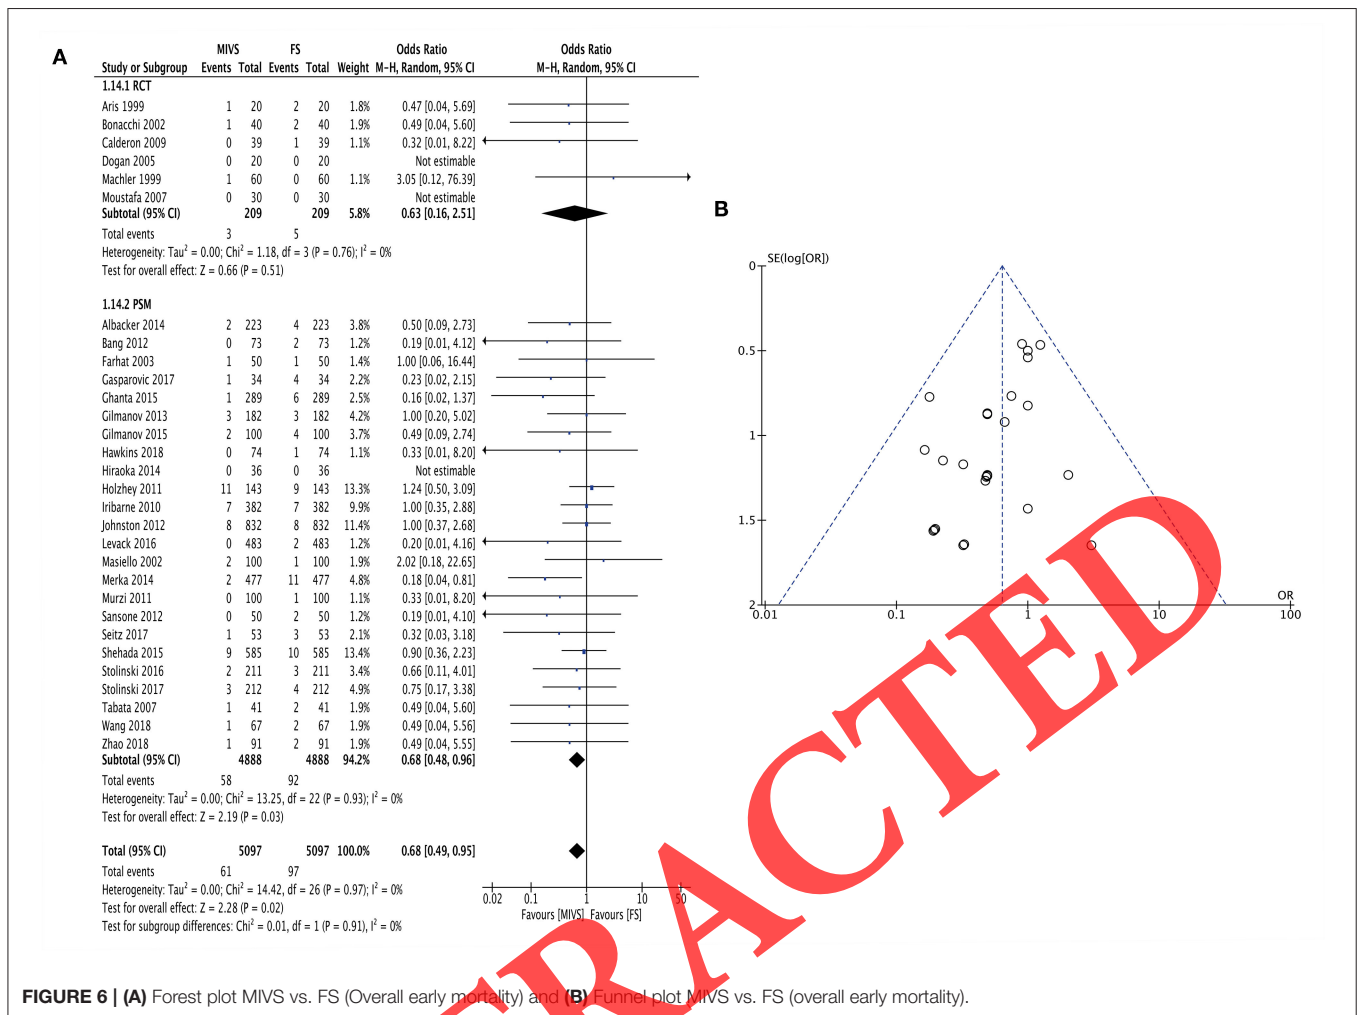 A
MIVS FS Odds Ratio Odds Ratio
Study or Subgroup Events Total Events Total Weight M-H, Random, 95% CI M-H, Random, 95% CI
1.14.1 RCT
Aris 1999 1 20 2 20 1.8% 0.47 [0.04, 5.69]
Bonacchi 2002 1 40 2 40 1.9% 0.49 [0.04, 5.60]
Calderon 2009 0 39 1 39 1.1% 0.32 [0.01, 8.22]
Dogan 2005 0 20 0 20 Not estimable
Machler 1999 1 60 0 60 1.1% 3.05 [0.12, 76.39]
Moustafa 2007 0 30 0 30 Not estimable
Subtotal (95% CI) 209 209 5.8% 0.63 [0.16, 2.51]
Total events 3 5
Heterogeneity: Tau² = 0.00; Chi² = 1.18, df = 3 (P = 0.76); I² = 0%
Test for overall effect: Z = 0.66 (P = 0.51)
1.14.2 PSM
Albacker 2014 2 223 4 223 3.8% 0.50 [0.09, 2.73]
Bang 2012 0 73 2 73 1.2% 0.19 [0.01, 4.12]
Farhat 2003 1 50 1 50 1.4% 1.00 [0.06, 16.44]
Gasparovic 2017 1 34 4 34 2.2% 0.23 [0.02, 2.15]
Ghanta 2015 1 289 6 289 2.5% 0.16 [0.02, 1.37]
Gilmanov 2013 3 182 3 182 4.2% 1.00 [0.20, 5.02]
Gilmanov 2015 2 100 4 100 3.7% 0.49 [0.09, 2.74]
Hawkins 2018 0 74 1 74 1.1% 0.33 [0.01, 8.20]
Hiraoka 2014 0 36 0 36 Not estimable
Holzhey 2011 11 143 9 143 13.3% 1.24 [0.50, 3.09]
Iribarne 2010 7 382 7 382 9.9% 1.00 [0.35, 2.88]
Johnston 2012 8 832 8 832 11.4% 1.00 [0.37, 2.68]
Levack 2016 0 483 2 483 1.2% 0.20 [0.01, 4.16]
Masiello 2002 2 100 1 100 1.9% 2.02 [0.18, 22.65]
Merka 2014 2 477 11 477 4.8% 0.18 [0.04, 0.81]
Murzi 2011 0 100 1 100 1.1% 0.33 [0.01, 8.20]
Sansone 2012 0 50 2 50 1.2% 0.19 [0.01, 4.10]
Seitz 2017 1 53 3 53 2.1% 0.32 [0.03, 3.18]
Shehada 2015 9 585 10 585 13.4% 0.90 [0.36, 2.23]
Stolinski 2016 2 211 3 211 3.4% 0.66 [0.11, 4.01]
Stolinski 2017 3 212 4 212 4.9% 0.75 [0.17, 3.38]
Tabata 2007 1 41 2 41 1.9% 0.49 [0.04, 5.60]
Wang 2018 1 67 2 67 1.9% 0.49 [0.04, 5.56]
Zhao 2018 1 91 2 91 1.9% 0.49 [0.04, 5.55]
Subtotal (95% CI) 4888 4888 94.2% 0.68 [0.48, 0.96]
Total events 58 92
Heterogeneity: Tau² = 0.00; Chi² = 13.25, df = 22 (P = 0.93); I² = 0%
Test for overall effect: Z = 2.19 (P = 0.03)
Total (95% CI) 5097 5097 100.0% 0.68 [0.49, 0.95]
Total events 61 97
Heterogeneity: Tau² = 0.00; Chi² = 14.42, df = 26 (P = 0.97); I² = 0%
Test for overall effect: Z = 2.28 (P = 0.02)
Test for subgroup differences: Chi² = 0.01, df = 1 (P = 0.91), I² = 0%
0.02 0.1 1 10 50
Favours [MIVS] Favours [FS]
B
SE(log[OR])
0
0.5
1
1.5
2
OR
0.01 0.1 1 10 100
RACTED
FIGURE 6 | (A) Forest plot MIVS vs. FS (Overall early mortality) and (B) Funnel plot MIVS vs. FS (overall early mortality).